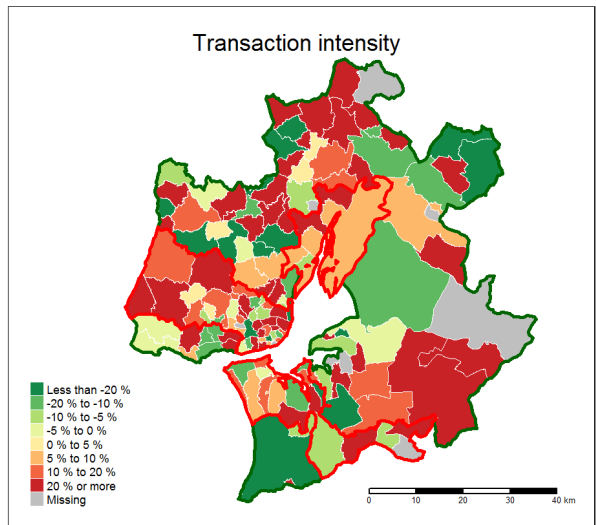 Transaction intensity
Less than -20 %
-20 % to -10 %
-10 % to -5 %
-5 % to 0 %
0 % to 5 %
5 % to 10 %
10 % to 20 %
20 % or more
Missing
0 10 20 30 40 km